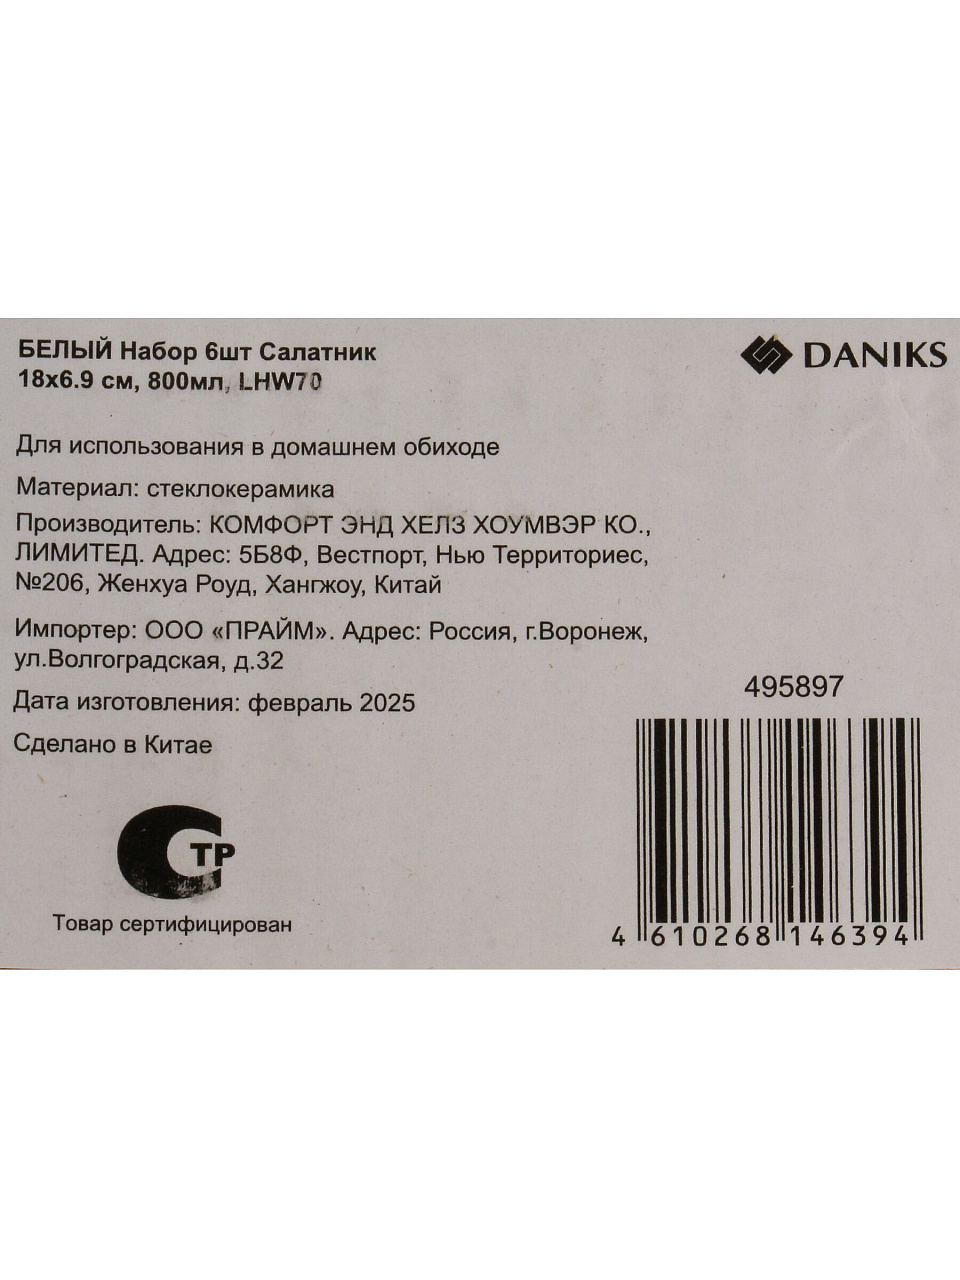 БЕЛЫЙ Набор 6шт Салатник
18х6.9 см, 800мл, LHW70
DANIKS
Для использования в домашнем обиходе
Материал: стеклокерамика
Производитель: КОМФОРТ ЭНД ХЕЛЗ ХОУМВЭР КО.,
ЛИМИТЕД. Адрес: 5Б8Ф, Вестпорт, Нью Территориес,
№206, Женхуа Роуд, Хангжоу, Китай
Импортер: ООО «ПРАЙМ». Адрес: Россия, г.Воронеж,
ул.Волгоградская, д.32
Дата изготовления: февраль 2025
Сделано в Китае
ТР
Товар сертифицирован
495897
4 610268 146394